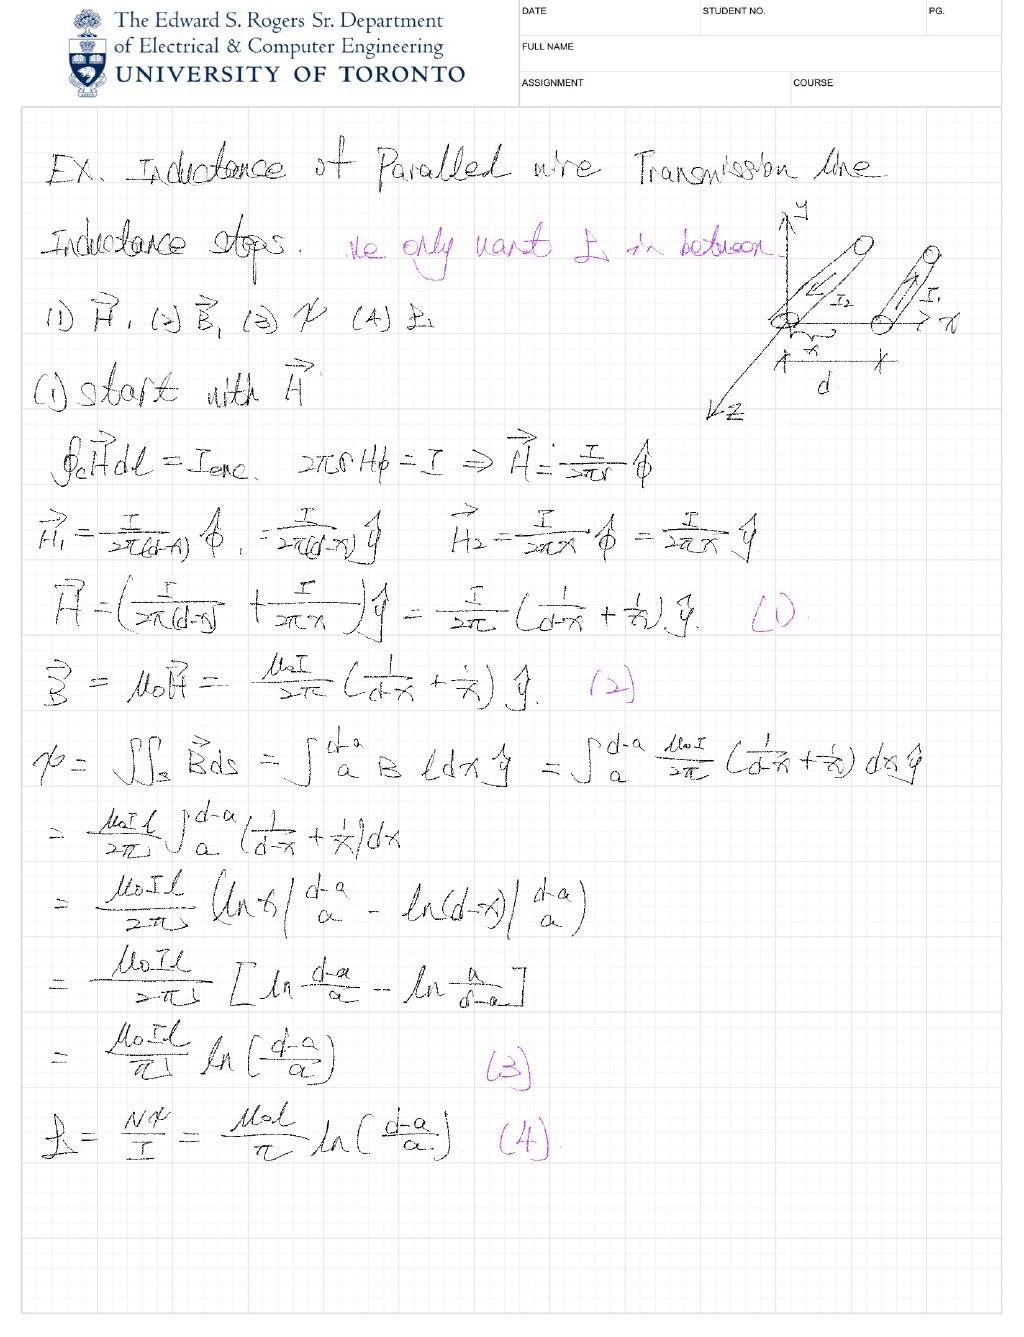 The Edward S. Rogers Sr. Department
of Electrical & Computer Engineering
UNIVERSITY OF TORONTO
DATE
STUDENT NO.
PG.
FULL NAME
ASSIGNMENT
COURSE
EX. Inductance of Paralled wire Transmission line
Inductance steps. we only want L in between
(1) H⃗, (2) B⃗, (3) ψ (4) L
y
I₂
I₁
x
x
d
z
(1) start with H⃗
∮c H⃗ dl = Ienc. 2πr Hϕ = I ⇒ H⃗ = I/2πr ϕ̂
H⃗₁ = I/2π(d-x) ϕ̂. = I/2π(d-x) ŷ H⃗₂ = I/2πx ϕ̂ = I/2πx ŷ
H⃗ = (I/2π(d-x) + I/2πx) ŷ = I/2π (1/d-x + 1/x) ŷ. (1)
B⃗ = μ₀H⃗ = μ₀I/2π (1/d-x + 1/x) ŷ. (2)
ψ = ∬s B⃗ ds = ∫ₐ^d-a B l dx ŷ = ∫ₐ^d-a μ₀I/2π (1/d-x + 1/x) dx ŷ
= μ₀Il/2π ∫ₐ^d-a (1/d-x + 1/x) dx
= μ₀Il/2π (ln x |ₐ^d-a - ln(d-x) |ₐ^d-a)
= μ₀Il/2π [ln d-a/a - ln a/d-a]
= μ₀Il/π ln (d-a/a) (3)
L = Nψ/I = μ₀l/π ln (d-a/a) (4)